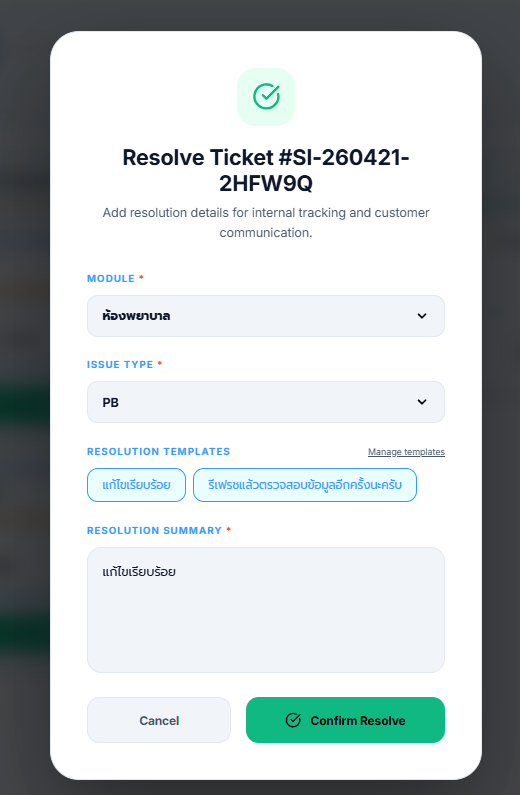 Resolve Ticket #SI-260421-
2HFW9Q
Add resolution details for internal tracking and customer
communication.
MODULE *
ห้องพยาบาล
ISSUE TYPE *
PB
RESOLUTION TEMPLATES
Manage templates
แก้ไขเรียบร้อย
รีเฟรชแล้วตรวจสอบข้อมูลอีกครั้งนะครับ
RESOLUTION SUMMARY *
แก้ไขเรียบร้อย
Cancel
Confirm Resolve